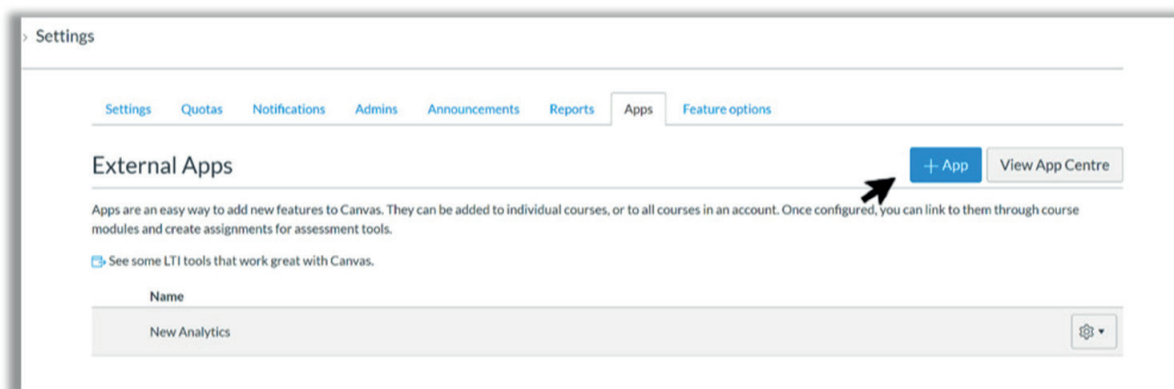 › Settings
Settings Quotas Notifications Admins Announcements Reports Apps Feature options
External Apps
+ App View App Centre
Apps are an easy way to add new features to Canvas. They can be added to individual courses, or to all courses in an account. Once configured, you can link to them through course
modules and create assignments for assessment tools.
See some LTI tools that work great with Canvas.
Name
New Analytics